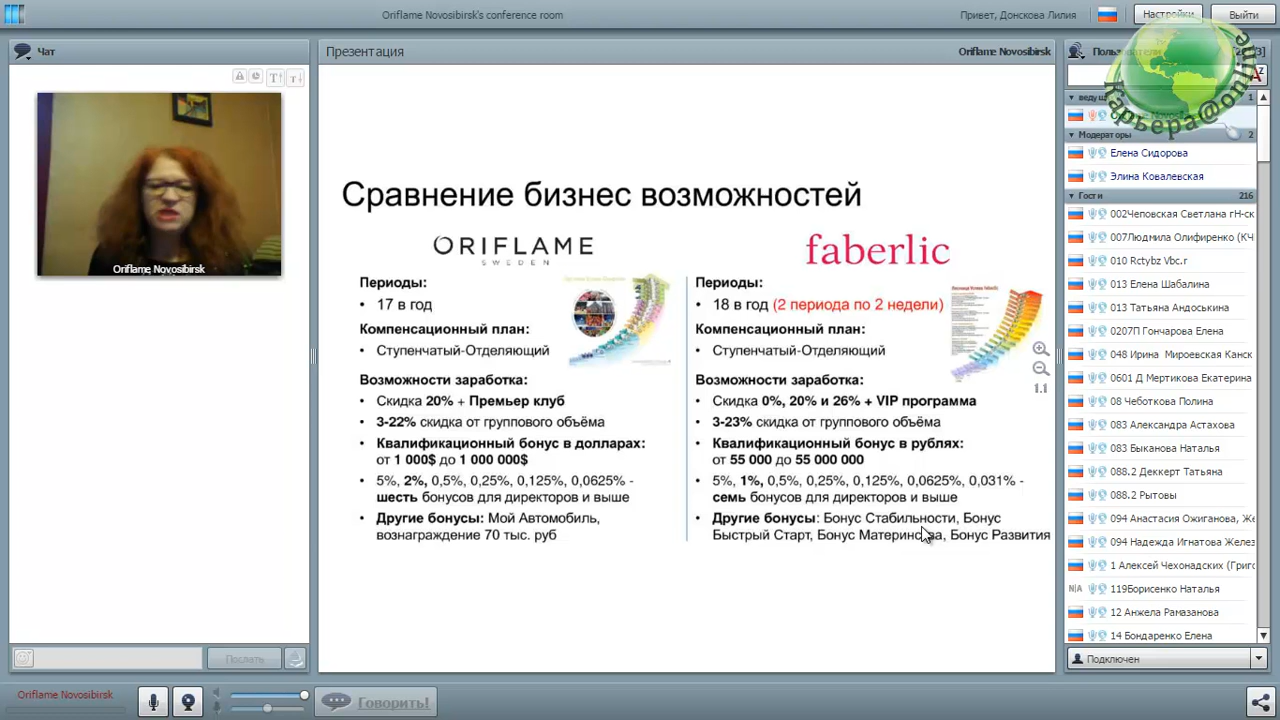 Oriflame Novosibirsk's conference room
Привет, Донскова Лилия
Настройки
Выйти
Чат
Oriflame Novosibirsk
Послать
Презентация
Oriflame Novosibirsk
Сравнение бизнес возможностей
ORIFLAME
SWEDEN
Периоды:
• 17 в год
Компенсационный план:
• Ступенчатый-Отделяющий
Возможности заработка:
• Скидка 20% + Премьер клуб
• 3-22% скидка от группового объёма
• Квалификационный бонус в долларах:
от 1 000$ до 1 000 000$
• 5%, 2%, 0,5%, 0,25%, 0,125%, 0,0625% -
шесть бонусов для директоров и выше
• Другие бонусы: Мой Автомобиль,
вознаграждение 70 тыс. руб
faberlic
Периоды:
• 18 в год (2 периода по 2 недели)
Компенсационный план:
• Ступенчатый-Отделяющий
Возможности заработка:
• Скидка 0%, 20% и 26% + VIP программа
• 3-23% скидка от группового объёма
• Квалификационный бонус в рублях:
от 55 000 до 55 000 000
• 5%, 1%, 0,5%, 0,25%, 0,125%, 0,0625%, 0,031% -
семь бонусов для директоров и выше
• Другие бонусы: Бонус Стабильности, Бонус
Быстрый Старт, Бонус Материнства, Бонус Развития
1.1
Карьера@online
Модераторы 2
Елена Сидорова
Элина Ковалевская
Гости 216
002Чеповская Светлана гН-ск
007Людмила Олифиренко (КЧ
010 Rctybz Vbc.r
013 Елена Шабалина
013 Татьяна Андоськина
0207П Гончарова Елена
048 Ирина Мироевская Канск
0601 Д Мертикова Екатерина
08 Чеботкова Полина
083 Александра Астахова
083 Быканова Наталья
088.2 Деккерт Татьяна
088.2 Рытовы
094 Анастасия Ожиганова, Же
094 Надежда Игнатова Желез
1 Алексей Чехонадских (Григо
N/A 119Борисенко Наталья
12 Анжела Рамазанова
14 Бондаренко Елена
Подключен
Oriflame Novosibirsk
Говорить!